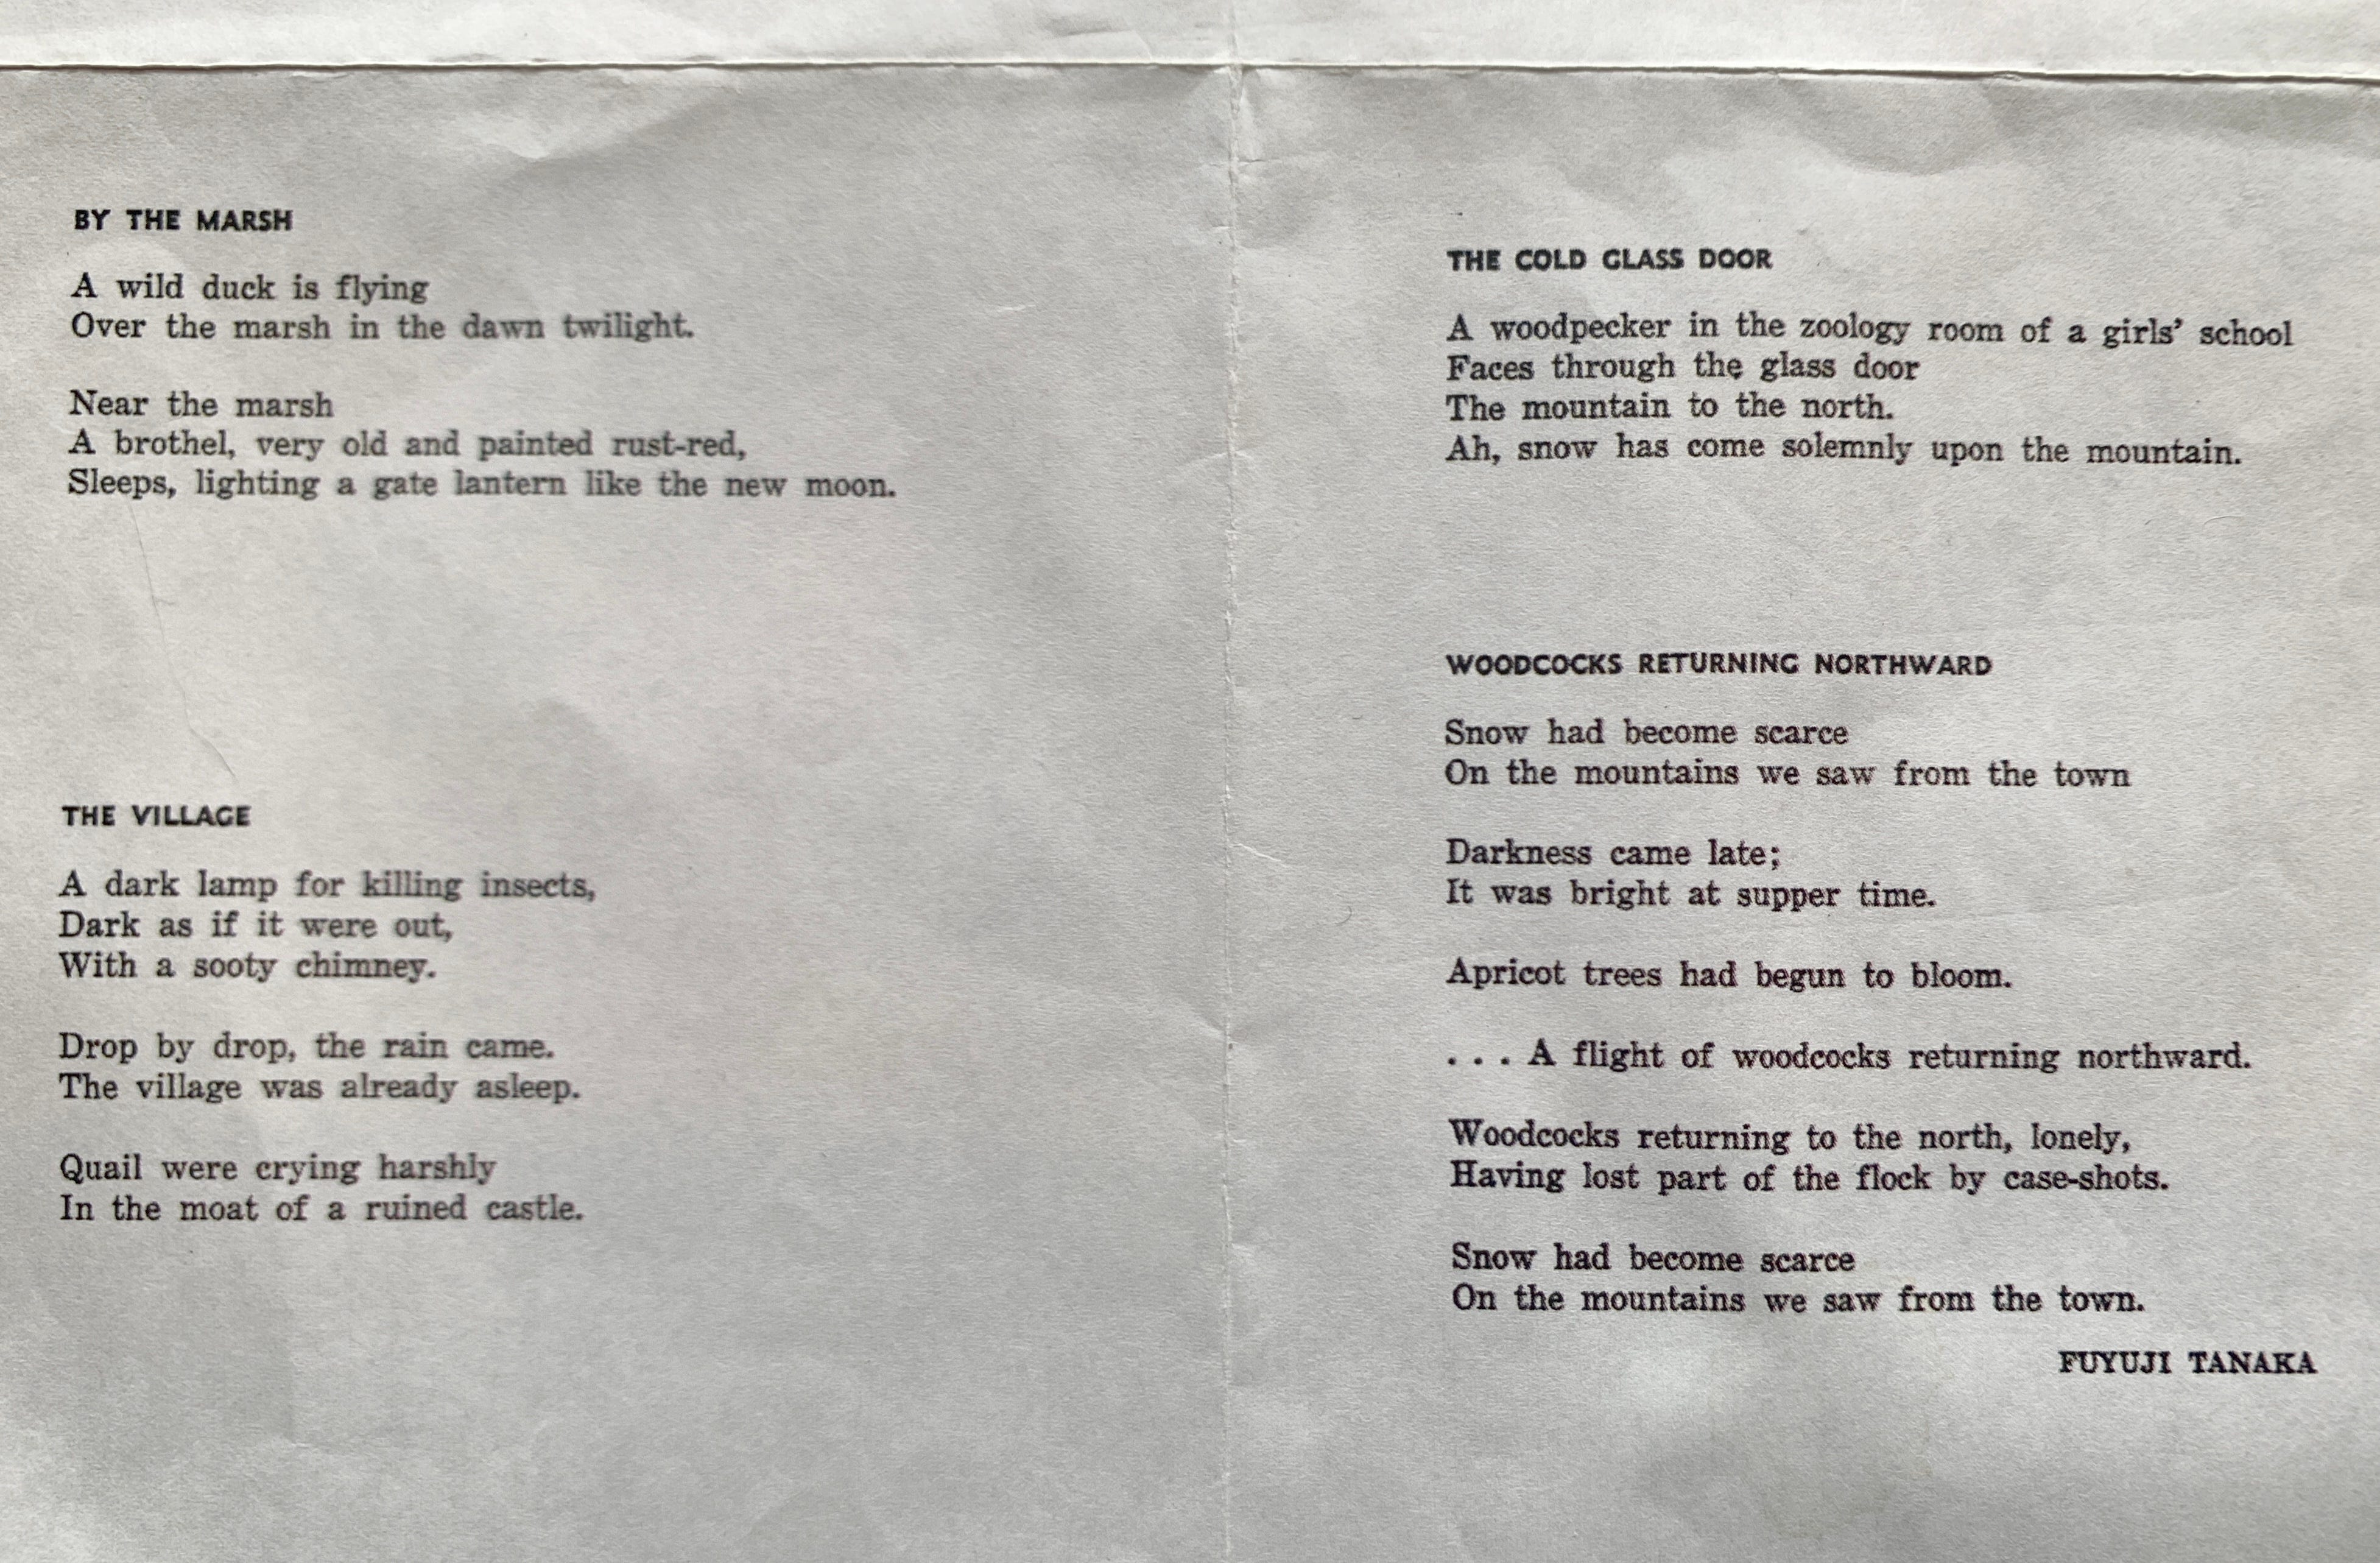 BY THE MARSH
A wild duck is flying
Over the marsh in the dawn twilight.
Near the marsh
A brothel, very old and painted rust-red,
Sleeps, lighting a gate lantern like the new moon.
THE VILLAGE
A dark lamp for killing insects,
Dark as if it were out,
With a sooty chimney.
Drop by drop, the rain came.
The village was already asleep.
Quail were crying harshly
In the moat of a ruined castle.
THE COLD GLASS DOOR
A woodpecker in the zoology room of a girls' school
Faces through the glass door
The mountain to the north.
Ah, snow has come solemnly upon the mountain.
WOODCOCKS RETURNING NORTHWARD
Snow had become scarce
On the mountains we saw from the town
Darkness came late;
It was bright at supper time.
Apricot trees had begun to bloom.
. . . A flight of woodcocks returning northward.
Woodcocks returning to the north, lonely,
Having lost part of the flock by case-shots.
Snow had become scarce
On the mountains we saw from the town.
FUYUJI TANAKA